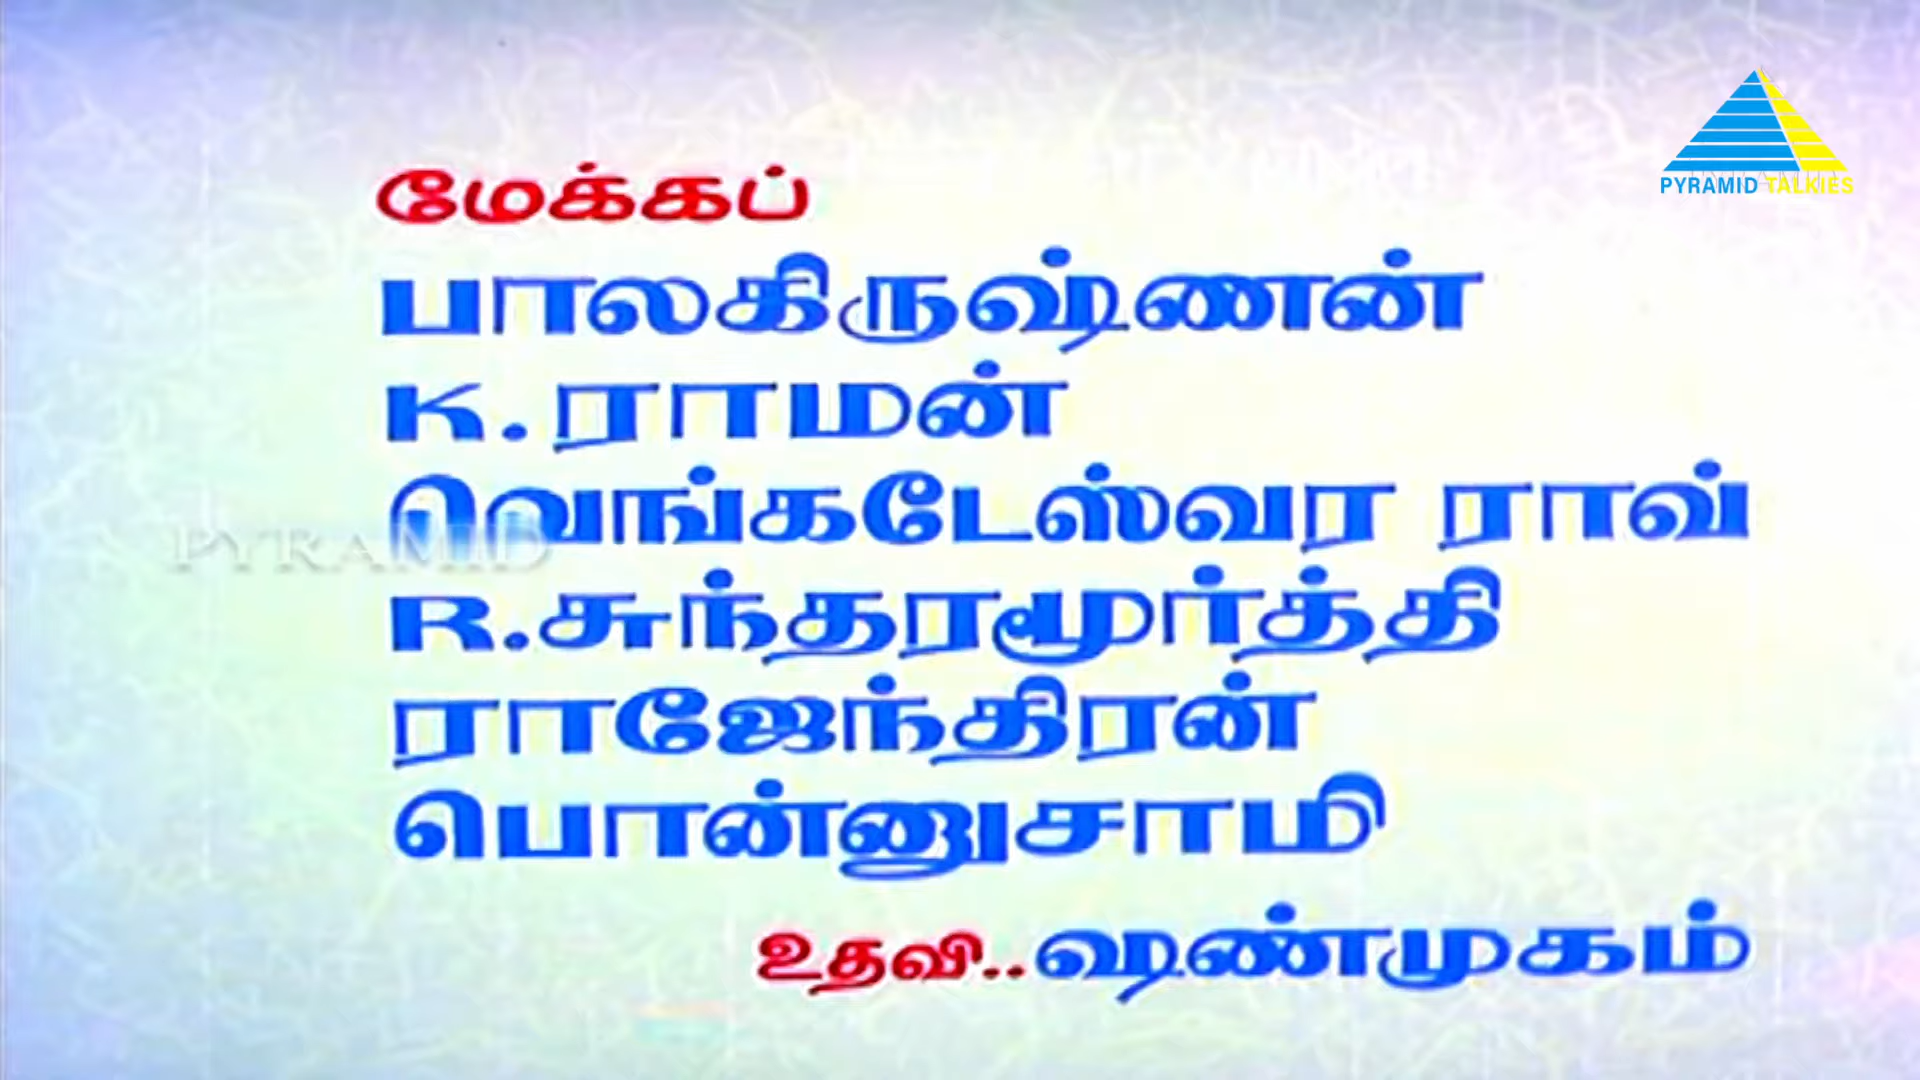 PYRAMID TALKIES
மேக்கப்
பாலகிருஷ்ணன்
K. ராமன்
வெங்கடேஸ்வர ராவ்
PYRAMID
R. சுந்தரமூர்த்தி
ராஜேந்திரன்
பொன்னுசாமி
உதவி.. ஷண்முகம்